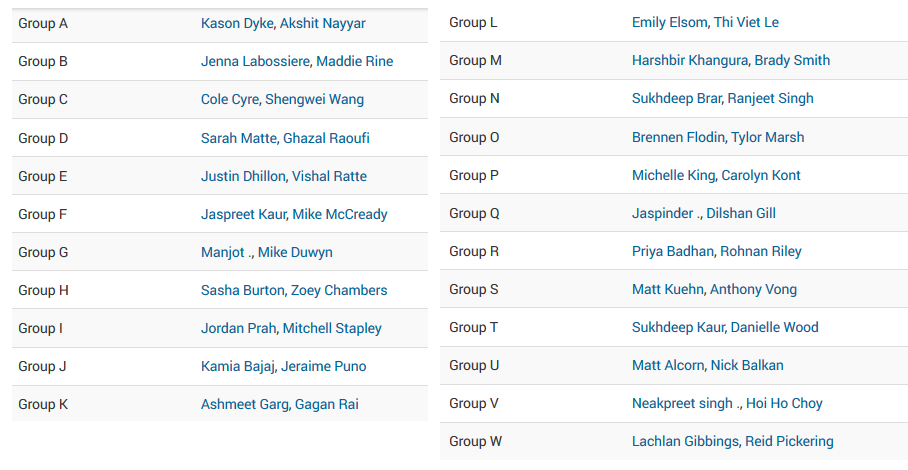 Group A Kason Dyke, Akshit Nayyar
Group B Jenna Labossiere, Maddie Rine
Group C Cole Cyre, Shengwei Wang
Group D Sarah Matte, Ghazal Raoufi
Group E Justin Dhillon, Vishal Ratte
Group F Jaspreet Kaur, Mike McCready
Group G Manjot ., Mike Duwyn
Group H Sasha Burton, Zoey Chambers
Group I Jordan Prah, Mitchell Stapley
Group J Kamia Bajaj, Jeraime Puno
Group K Ashmeet Garg, Gagan Rai
Group L Emily Elsom, Thi Viet Le
Group M Harshbir Khangura, Brady Smith
Group N Sukhdeep Brar, Ranjeet Singh
Group O Brennen Flodin, Tylor Marsh
Group P Michelle King, Carolyn Kont
Group Q Jaspinder ., Dilshan Gill
Group R Priya Badhan, Rohnan Riley
Group S Matt Kuehn, Anthony Vong
Group T Sukhdeep Kaur, Danielle Wood
Group U Matt Alcorn, Nick Balkan
Group V Neakpreet singh ., Hoi Ho Choy
Group W Lachlan Gibbings, Reid Pickering